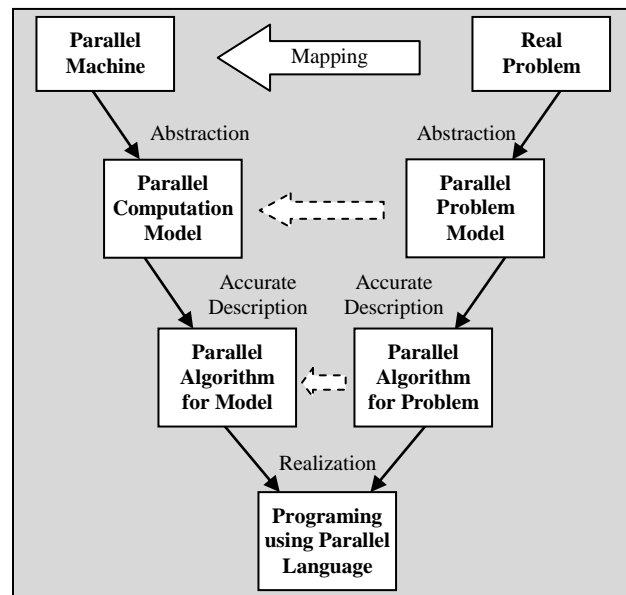 Parallel
Machine
Mapping
Real
Problem
Abstraction
Abstraction
Parallel
Computation
Model
Parallel
Problem
Model
Accurate
Description
Accurate
Description
Parallel
Algorithm
for Model
Parallel
Algorithm
for Problem
Realization
Programing
using Parallel
Language